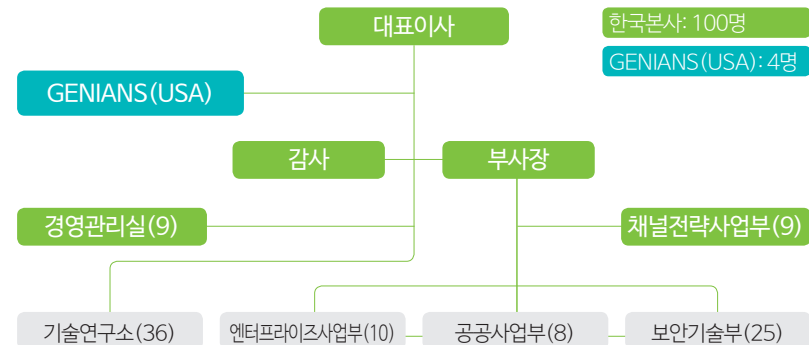 대표이사
한국본사: 100명
GENIANS(USA): 4명
GENIANS(USA)
감사
부사장
경영관리실(9)
채널전략사업부(9)
기술연구소(36)
엔터프라이즈사업부(10)
공공사업부(8)
보안기술부(25)